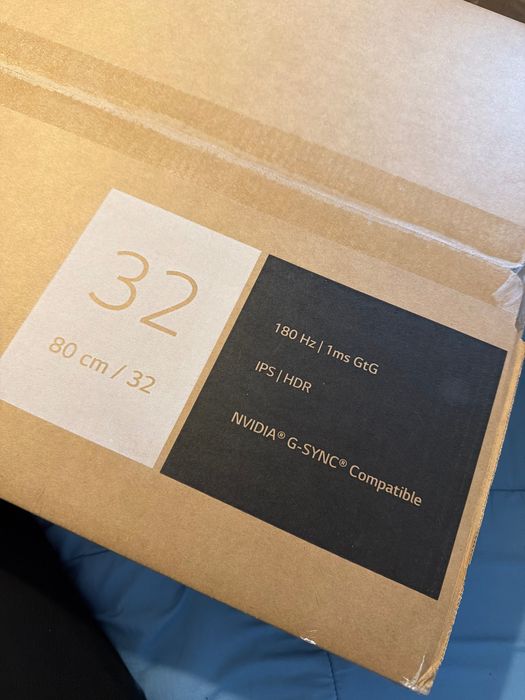 32
80 cm / 32
180 Hz | 1ms GtG
IPS | HDR
NVIDIA® G-SYNC® Compatible